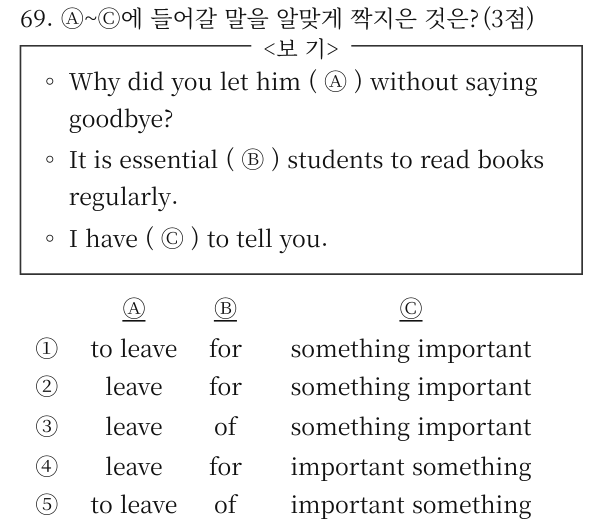 69. Ⓐ~Ⓒ에 들어갈 말을 알맞게 짝지은 것은?(3점)
<보 기>
◦ Why did you let him ( Ⓐ ) without saying
goodbye?
◦ It is essential ( Ⓑ ) students to read books
regularly.
◦ I have ( Ⓒ ) to tell you.
Ⓐ Ⓑ Ⓒ
① to leave for something important
② leave for something important
③ leave of something important
④ leave for important something
⑤ to leave of important something